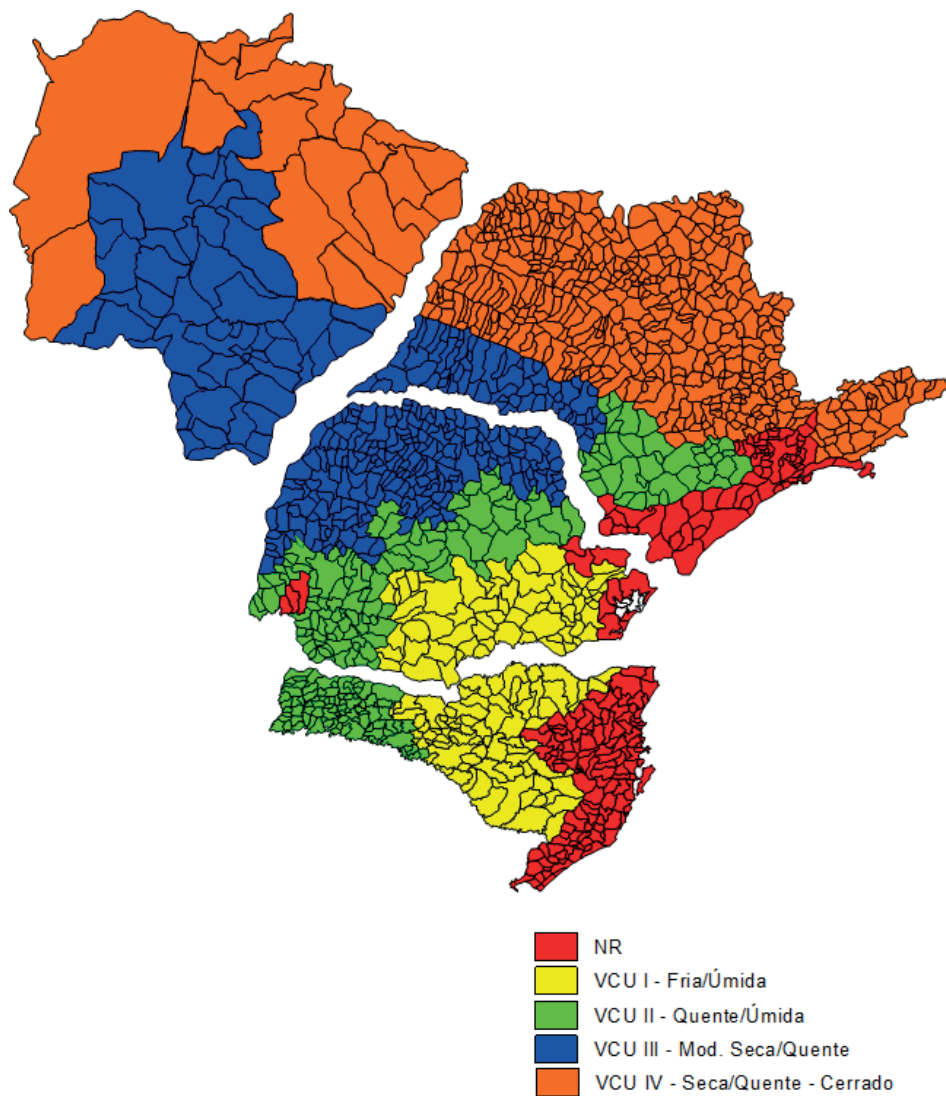 NR
VCU I - Fria/Úmida
VCU II - Quente/Úmida
VCU III - Mod. Seca/Quente
VCU IV - Seca/Quente - Cerrado